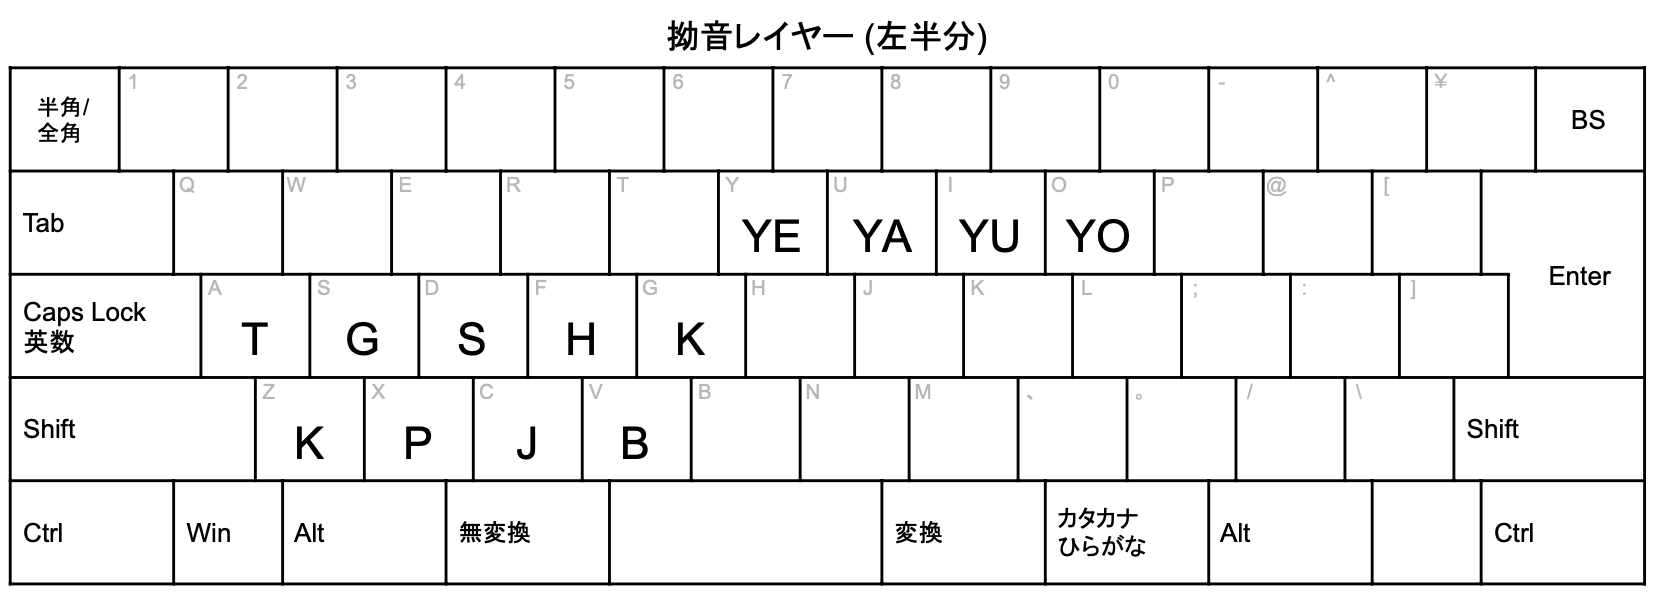 拗音レイヤー (左半分)
半角/
全角
1
2
3
4
5
6
7
8
9
0
-
^
¥
BS
Tab
Q
W
E
R
T
Y
YE
U
YA
I
YU
O
YO
P
@
[
Enter
Caps Lock
英数
A
T
S
G
D
S
F
H
G
K
H
J
K
L
;
:
]
Shift
Z
K
X
P
C
J
V
B
B
N
M
、
。
/
\
Shift
Ctrl
Win
Alt
無変換
変換
カタカナ
ひらがな
Alt
Ctrl